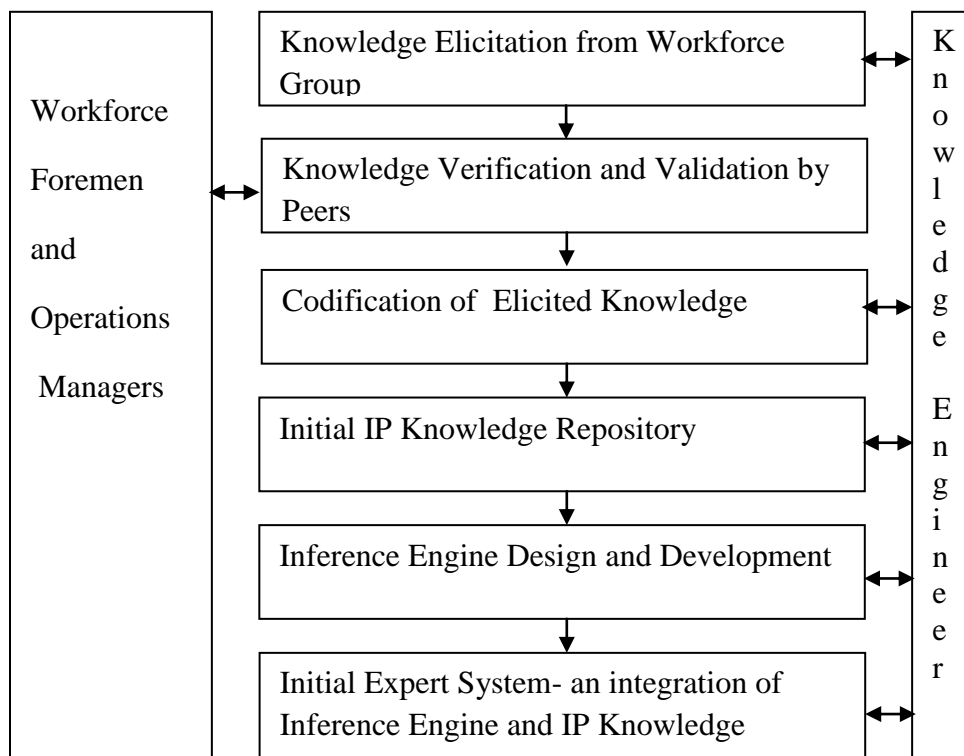 Workforce
Foremen
and
Operations
Managers
Knowledge Elicitation from Workforce
Group
Knowledge Verification and Validation by
Peers
Codification of Elicited Knowledge
Initial IP Knowledge Repository
Inference Engine Design and Development
Initial Expert System- an integration of
Inference Engine and IP Knowledge
K
n
o
w
l
e
d
g
e
E
n
g
i
n
e
e
r